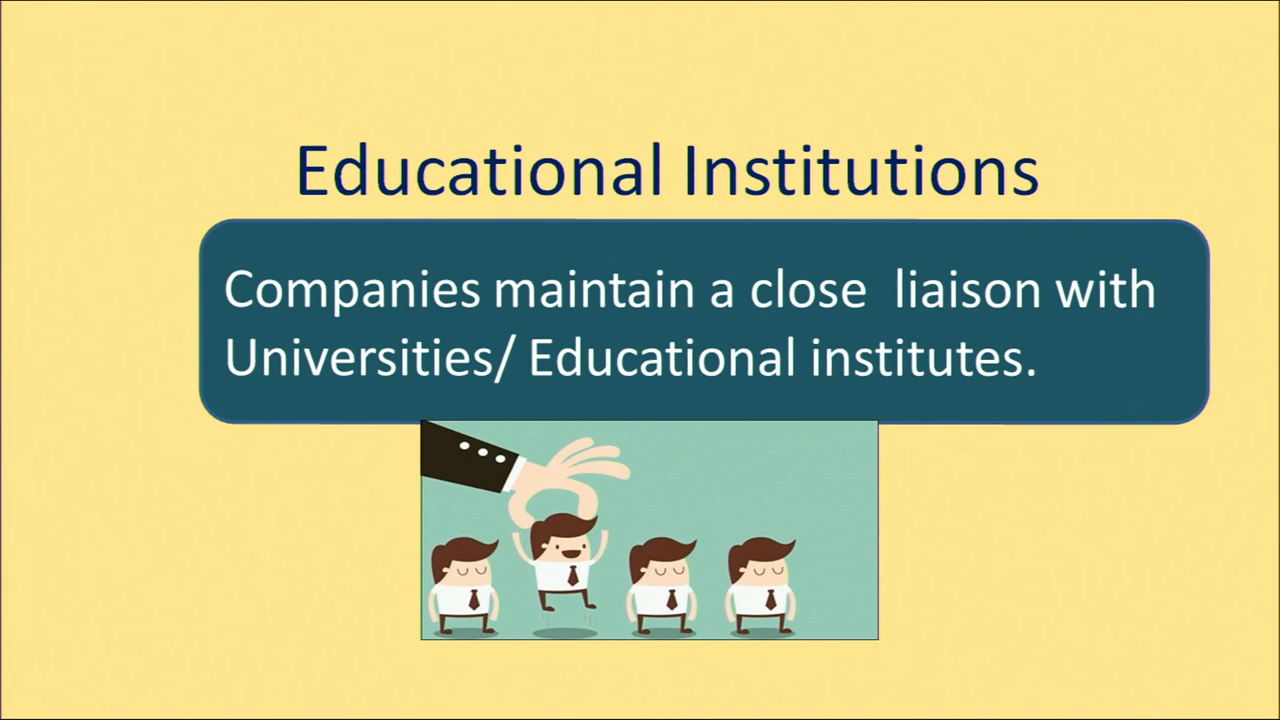 Educational Institutions
Companies maintain a close  liaison with
Universities/ Educational institutes.